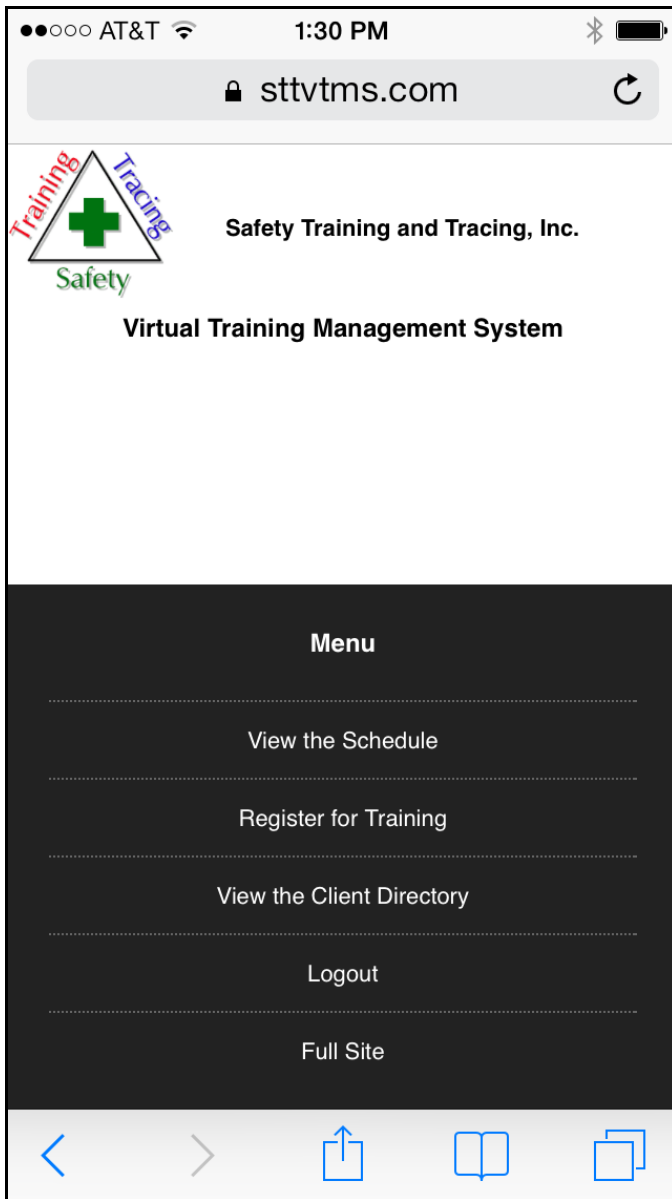 AT&T 1:30 PM
sttvtms.com
Training Tracing
Safety
Safety Training and Tracing, Inc.
Virtual Training Management System
Menu
View the Schedule
Register for Training
View the Client Directory
Logout
Full Site